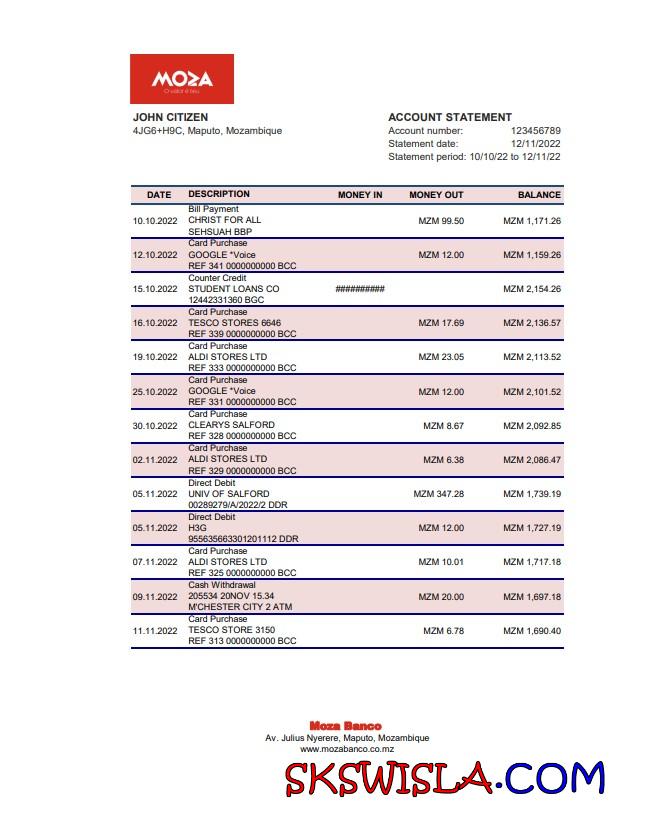 MOZA
O valor é seu
JOHN CITIZEN
4JG6+H9C, Maputo, Mozambique
ACCOUNT STATEMENT
Account number: 123456789
Statement date: 12/11/2022
Statement period: 10/10/22 to 12/11/22
DATE DESCRIPTION MONEY IN MONEY OUT BALANCE
Bill Payment
10.10.2022 CHRIST FOR ALL MZM 99.50 MZM 1,171.26
SEHSUAH BBP
Card Purchase
12.10.2022 GOOGLE *Voice MZM 12.00 MZM 1,159.26
REF 341 0000000000 BCC
Counter Credit
15.10.2022 STUDENT LOANS CO ########## MZM 2,154.26
12442331360 BGC
Card Purchase
16.10.2022 TESCO STORES 6646 MZM 17.69 MZM 2,136.57
REF 339 0000000000 BCC
Card Purchase
19.10.2022 ALDI STORES LTD MZM 23.05 MZM 2,113.52
REF 333 0000000000 BCC
Card Purchase
25.10.2022 GOOGLE *Voice MZM 12.00 MZM 2,101.52
REF 331 0000000000 BCC
Card Purchase
30.10.2022 CLEARYS SALFORD MZM 8.67 MZM 2,092.85
REF 328 0000000000 BCC
Card Purchase
02.11.2022 ALDI STORES LTD MZM 6.38 MZM 2,086.47
REF 329 0000000000 BCC
Direct Debit
05.11.2022 UNIV OF SALFORD MZM 347.28 MZM 1,739.19
00289279/A/2022/2 DDR
Direct Debit
05.11.2022 H3G MZM 12.00 MZM 1,727.19
955635663301201112 DDR
Card Purchase
07.11.2022 ALDI STORES LTD MZM 10.01 MZM 1,717.18
REF 325 0000000000 BCC
Cash Withdrawal
09.11.2022 205534 20NOV 15.34 MZM 20.00 MZM 1,697.18
M'CHESTER CITY 2 ATM
Card Purchase
11.11.2022 TESCO STORE 3150 MZM 6.78 MZM 1,690.40
REF 313 0000000000 BCC
Moza Banco
Av. Julius Nyerere, Maputo, Mozambique
www.mozabanco.co.mz
SKSWISLA.COM